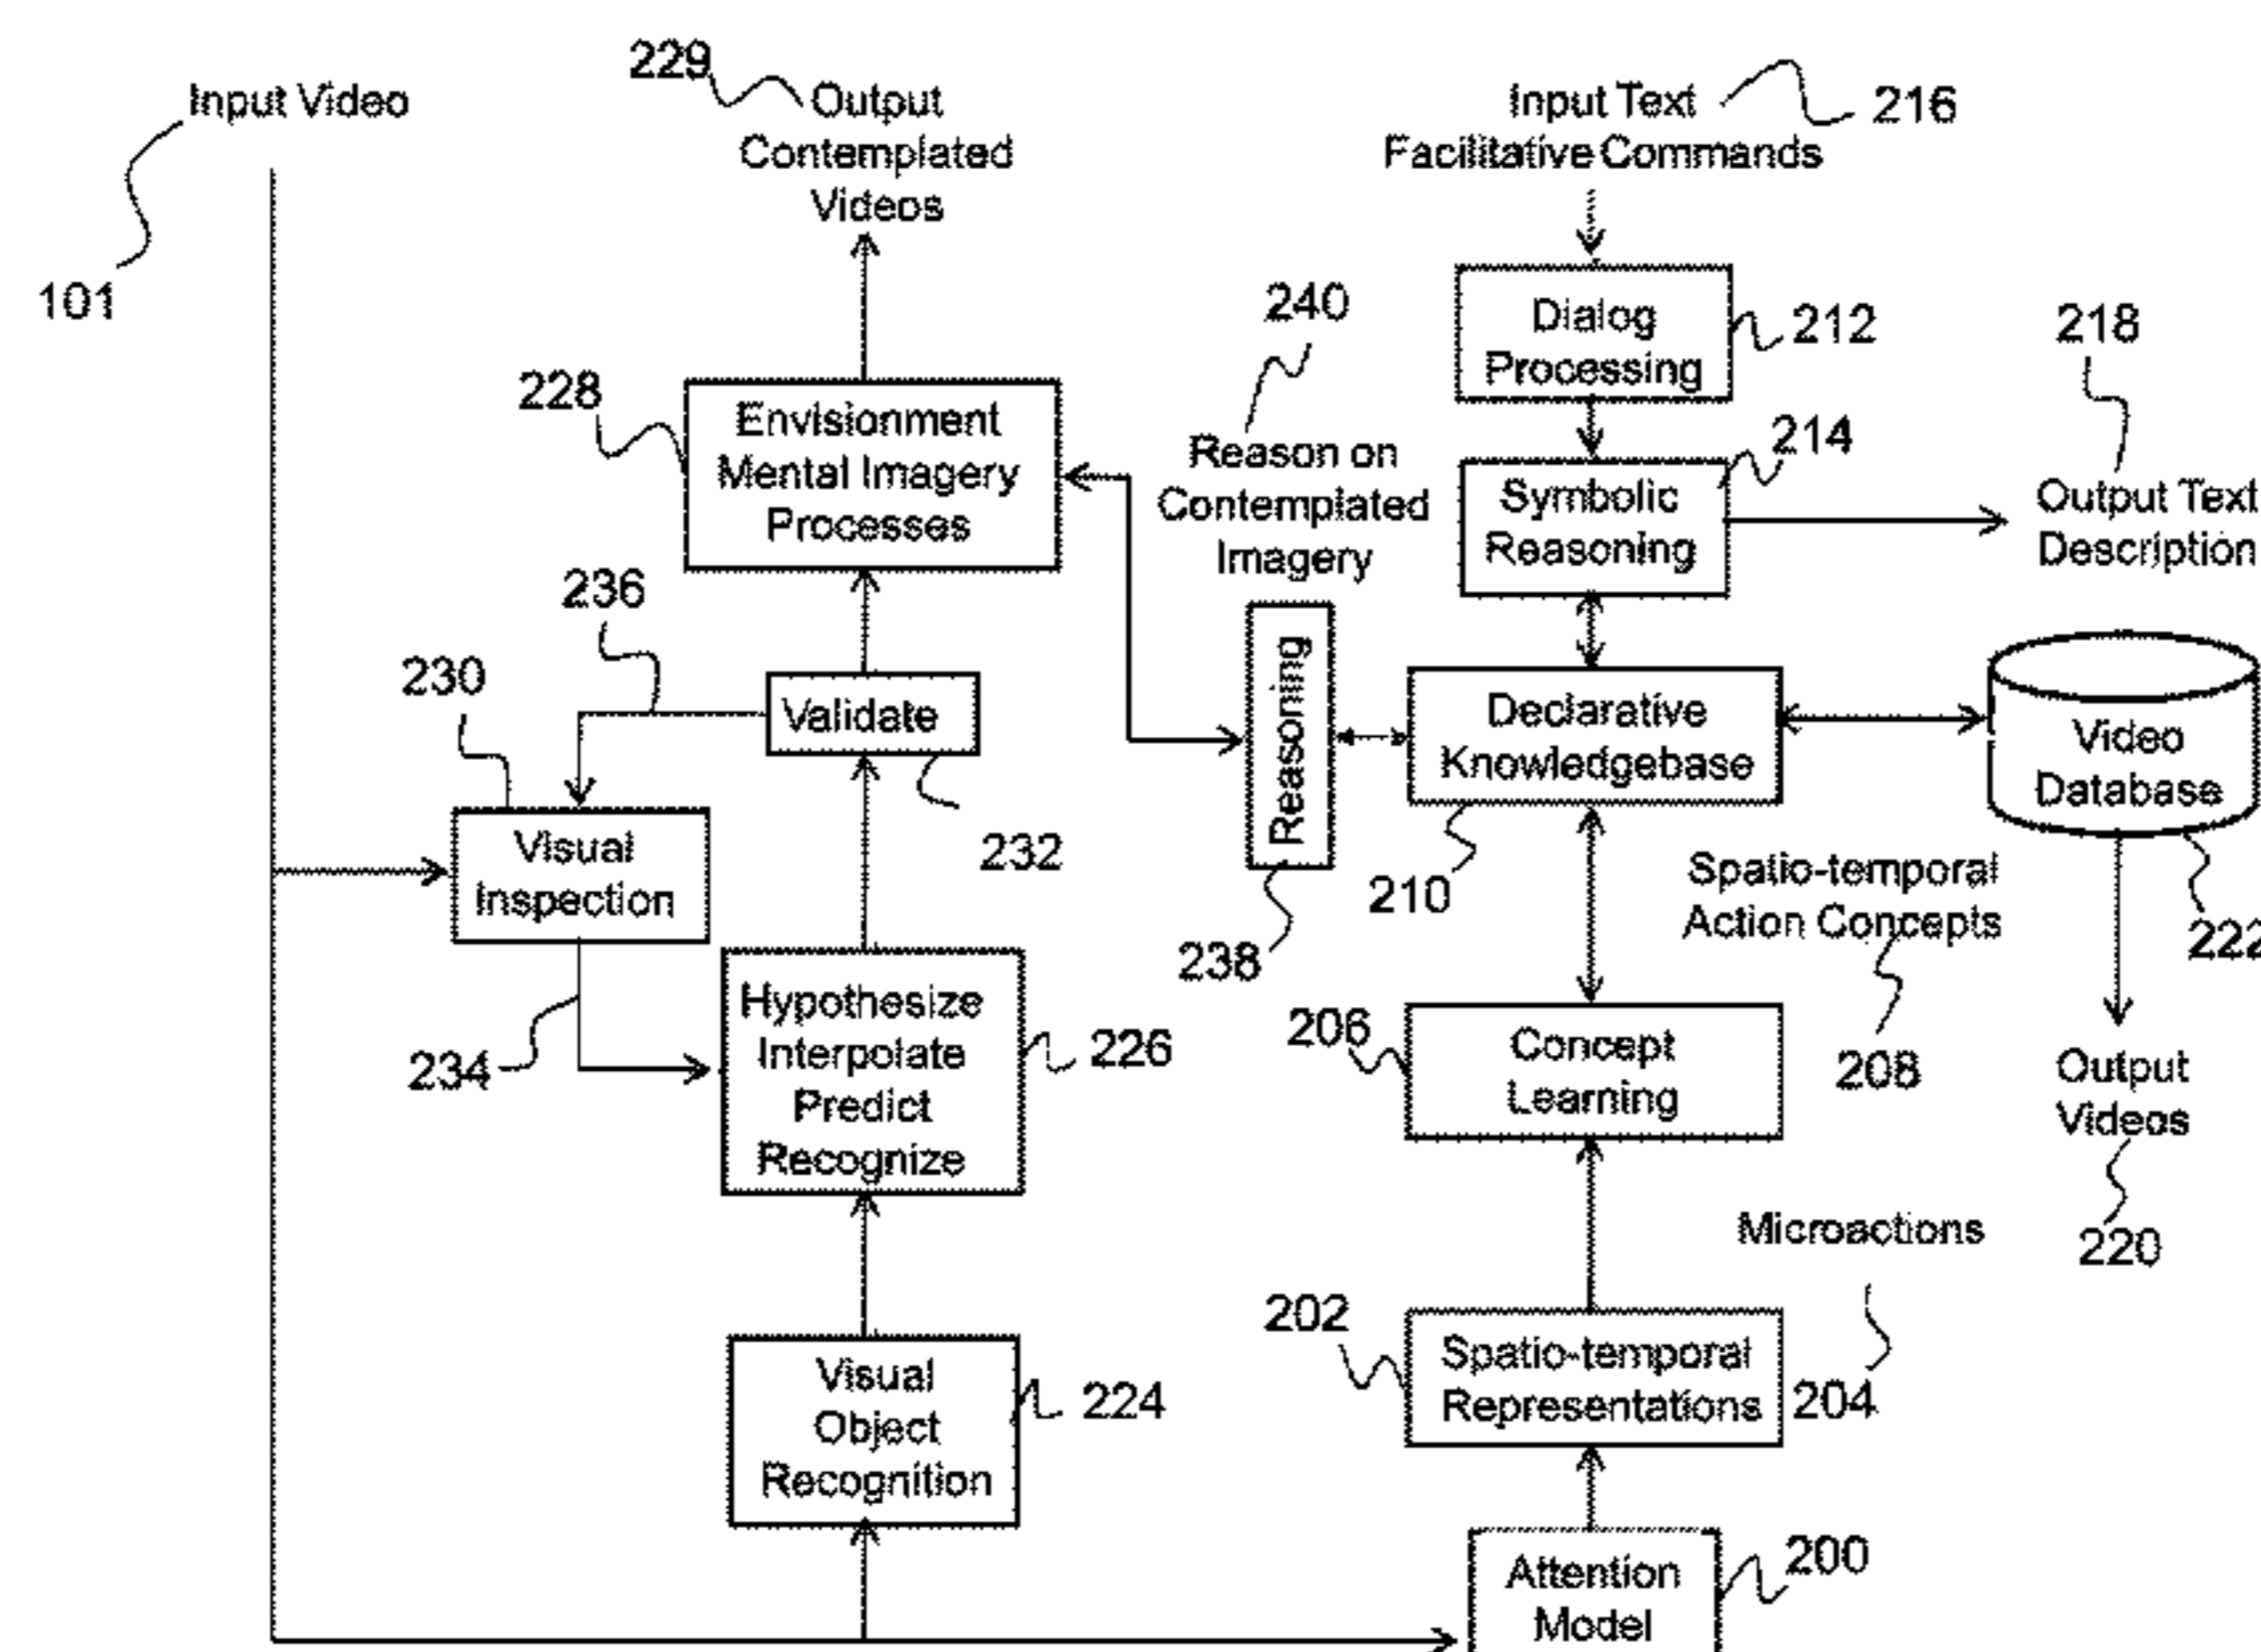 Input Video
101
229
Output
Contemplated
Videos
Input Text
Facilitative Commands
216
Dialog
Processing
212
240
Reason on
Contemplated
Imagery
218
Output Text
Description
228
Envisionment
Mental Imagery
Processes
Symbolic
Reasoning
214
236
230
Validate
232
Reasoning
238
Declarative
Knowledgebase
210
Video
Database
222
Visual
Inspection
234
Spatio-temporal
Action Concepts
208
Hypothesize
Interpolate
Predict
Recognize
226
206
Concept
Learning
Output
Videos
220
Microactions
204
202
Spatio-temporal
Representations
Visual
Object
Recognition
224
Attention
Model
200